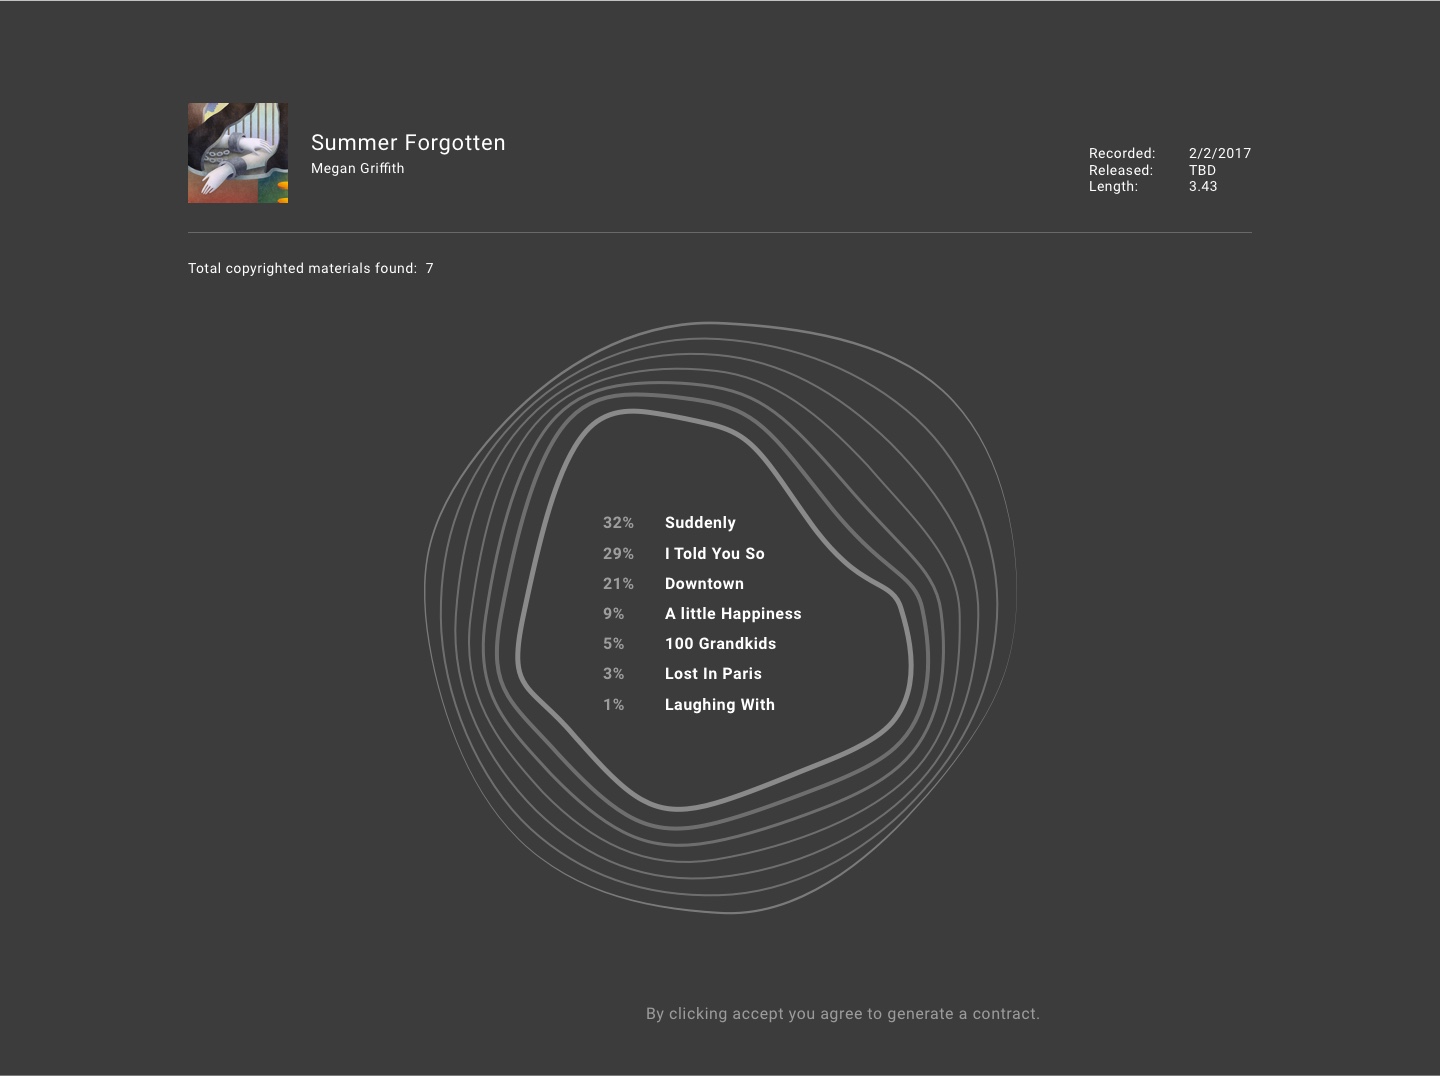 Summer Forgotten
Megan Griffith
Recorded: 2/2/2017
Released: TBD
Length: 3.43
Total copyrighted materials found: 7
32% Suddenly
29% I Told You So
21% Downtown
9% A little Happiness
5% 100 Grandkids
3% Lost In Paris
1% Laughing With
By clicking accept you agree to generate a contract.